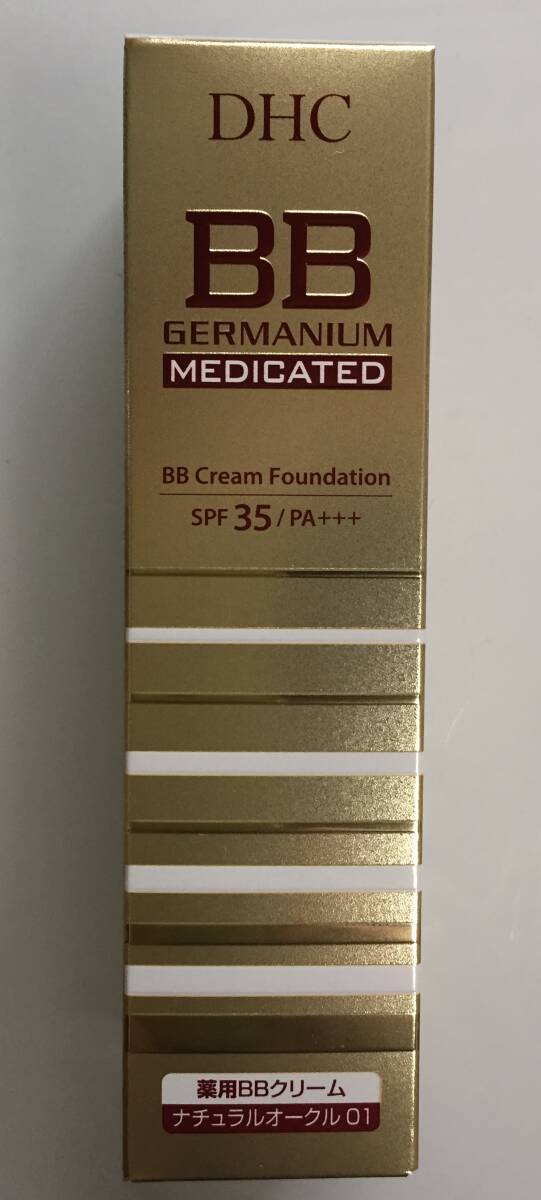 DHC
BB
GERMANIUM
MEDICATED
BB Cream Foundation
SPF 35 / PA+++
薬用BBクリーム
ナチュラルオークル 01